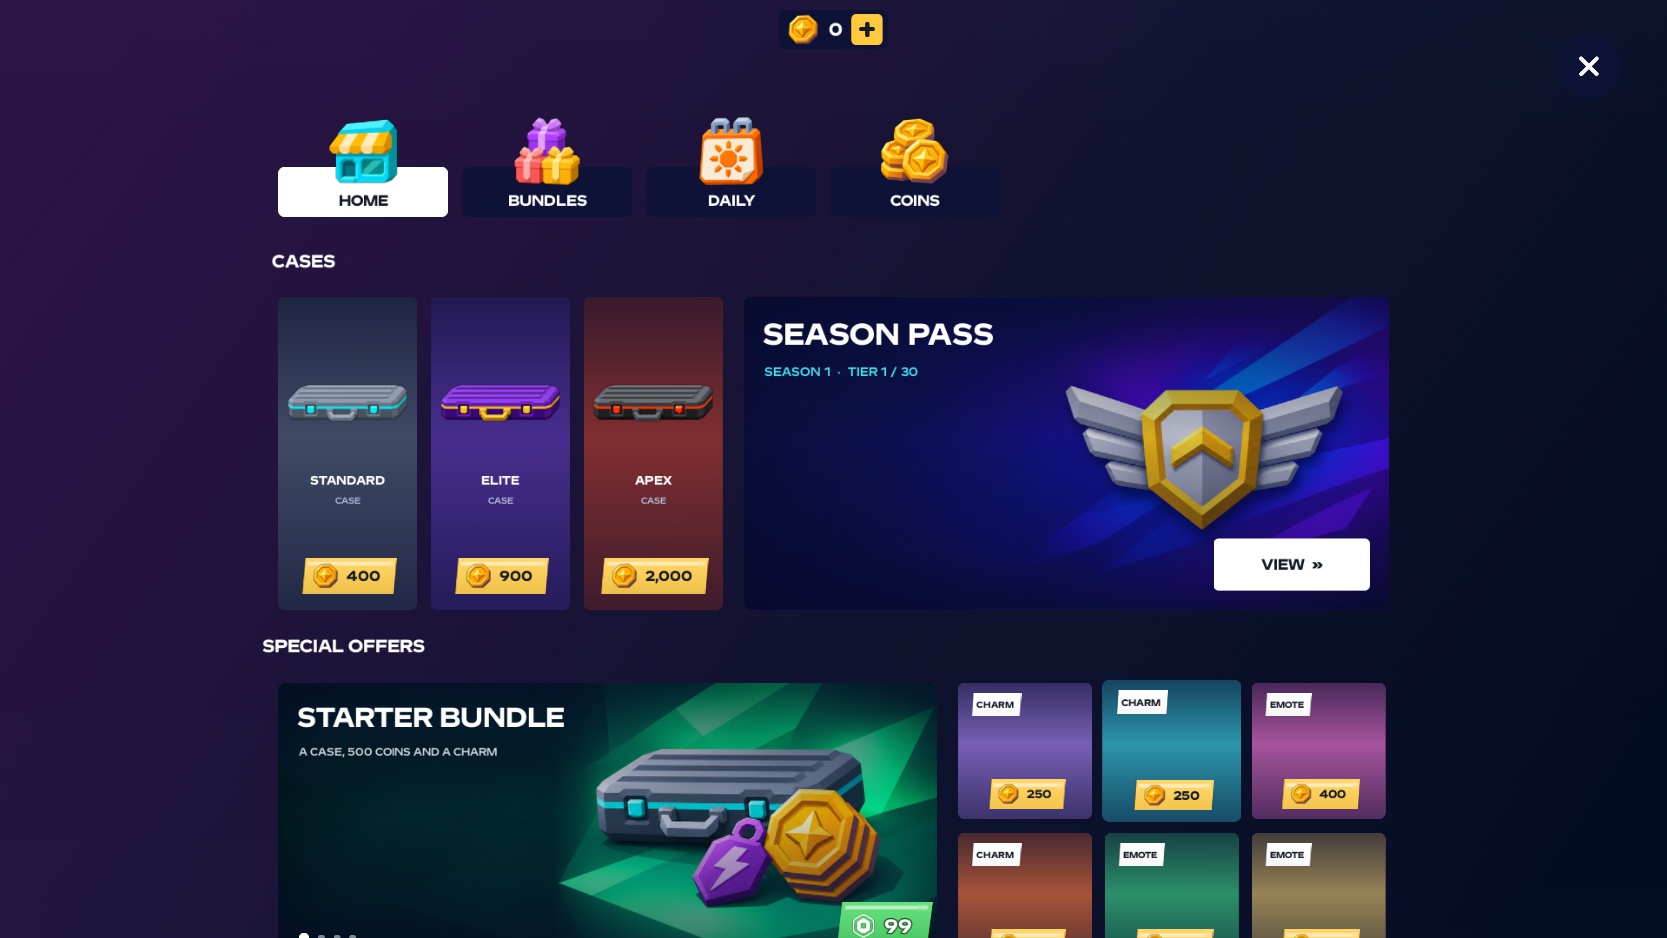 0
HOME
BUNDLES
DAILY
COINS
CASES
STANDARD
CASE
400
ELITE
CASE
900
APEX
CASE
2,000
SEASON PASS
SEASON 1 · TIER 1 / 30
VIEW »
SPECIAL OFFERS
STARTER BUNDLE
A CASE, 500 COINS AND A CHARM
99
CHARM
250
CHARM
250
EMOTE
400
CHARM
EMOTE
EMOTE